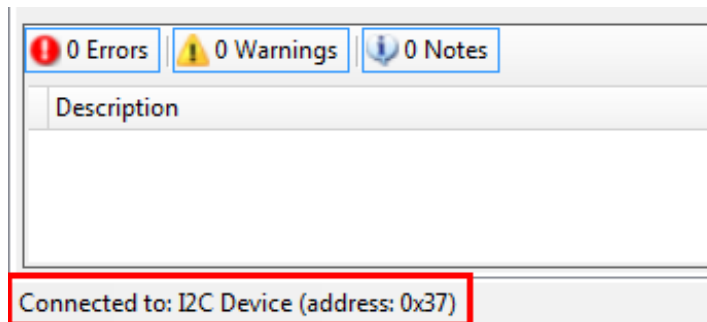 0 Errors 0 Warnings 0 Notes
Description
Connected to: I2C Device (address: 0x37)